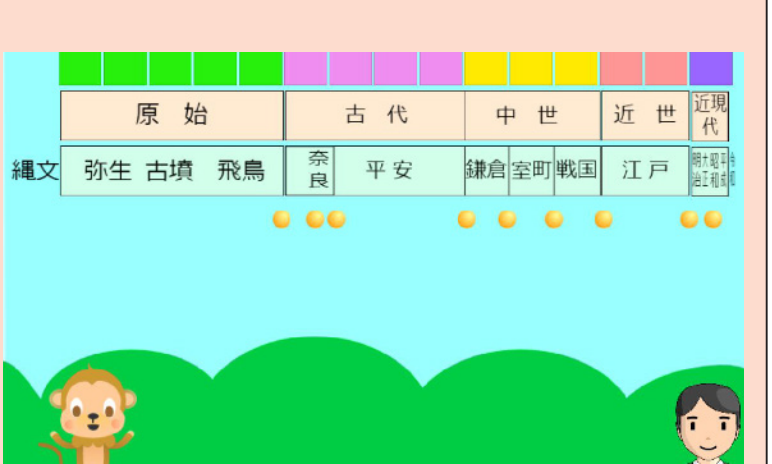 原始 古代 中世 近世 近現代
縄文 弥生 古墳 飛鳥 奈良 平安 鎌倉 室町 戦国 江戸 明治 大正 昭和 平成 令和